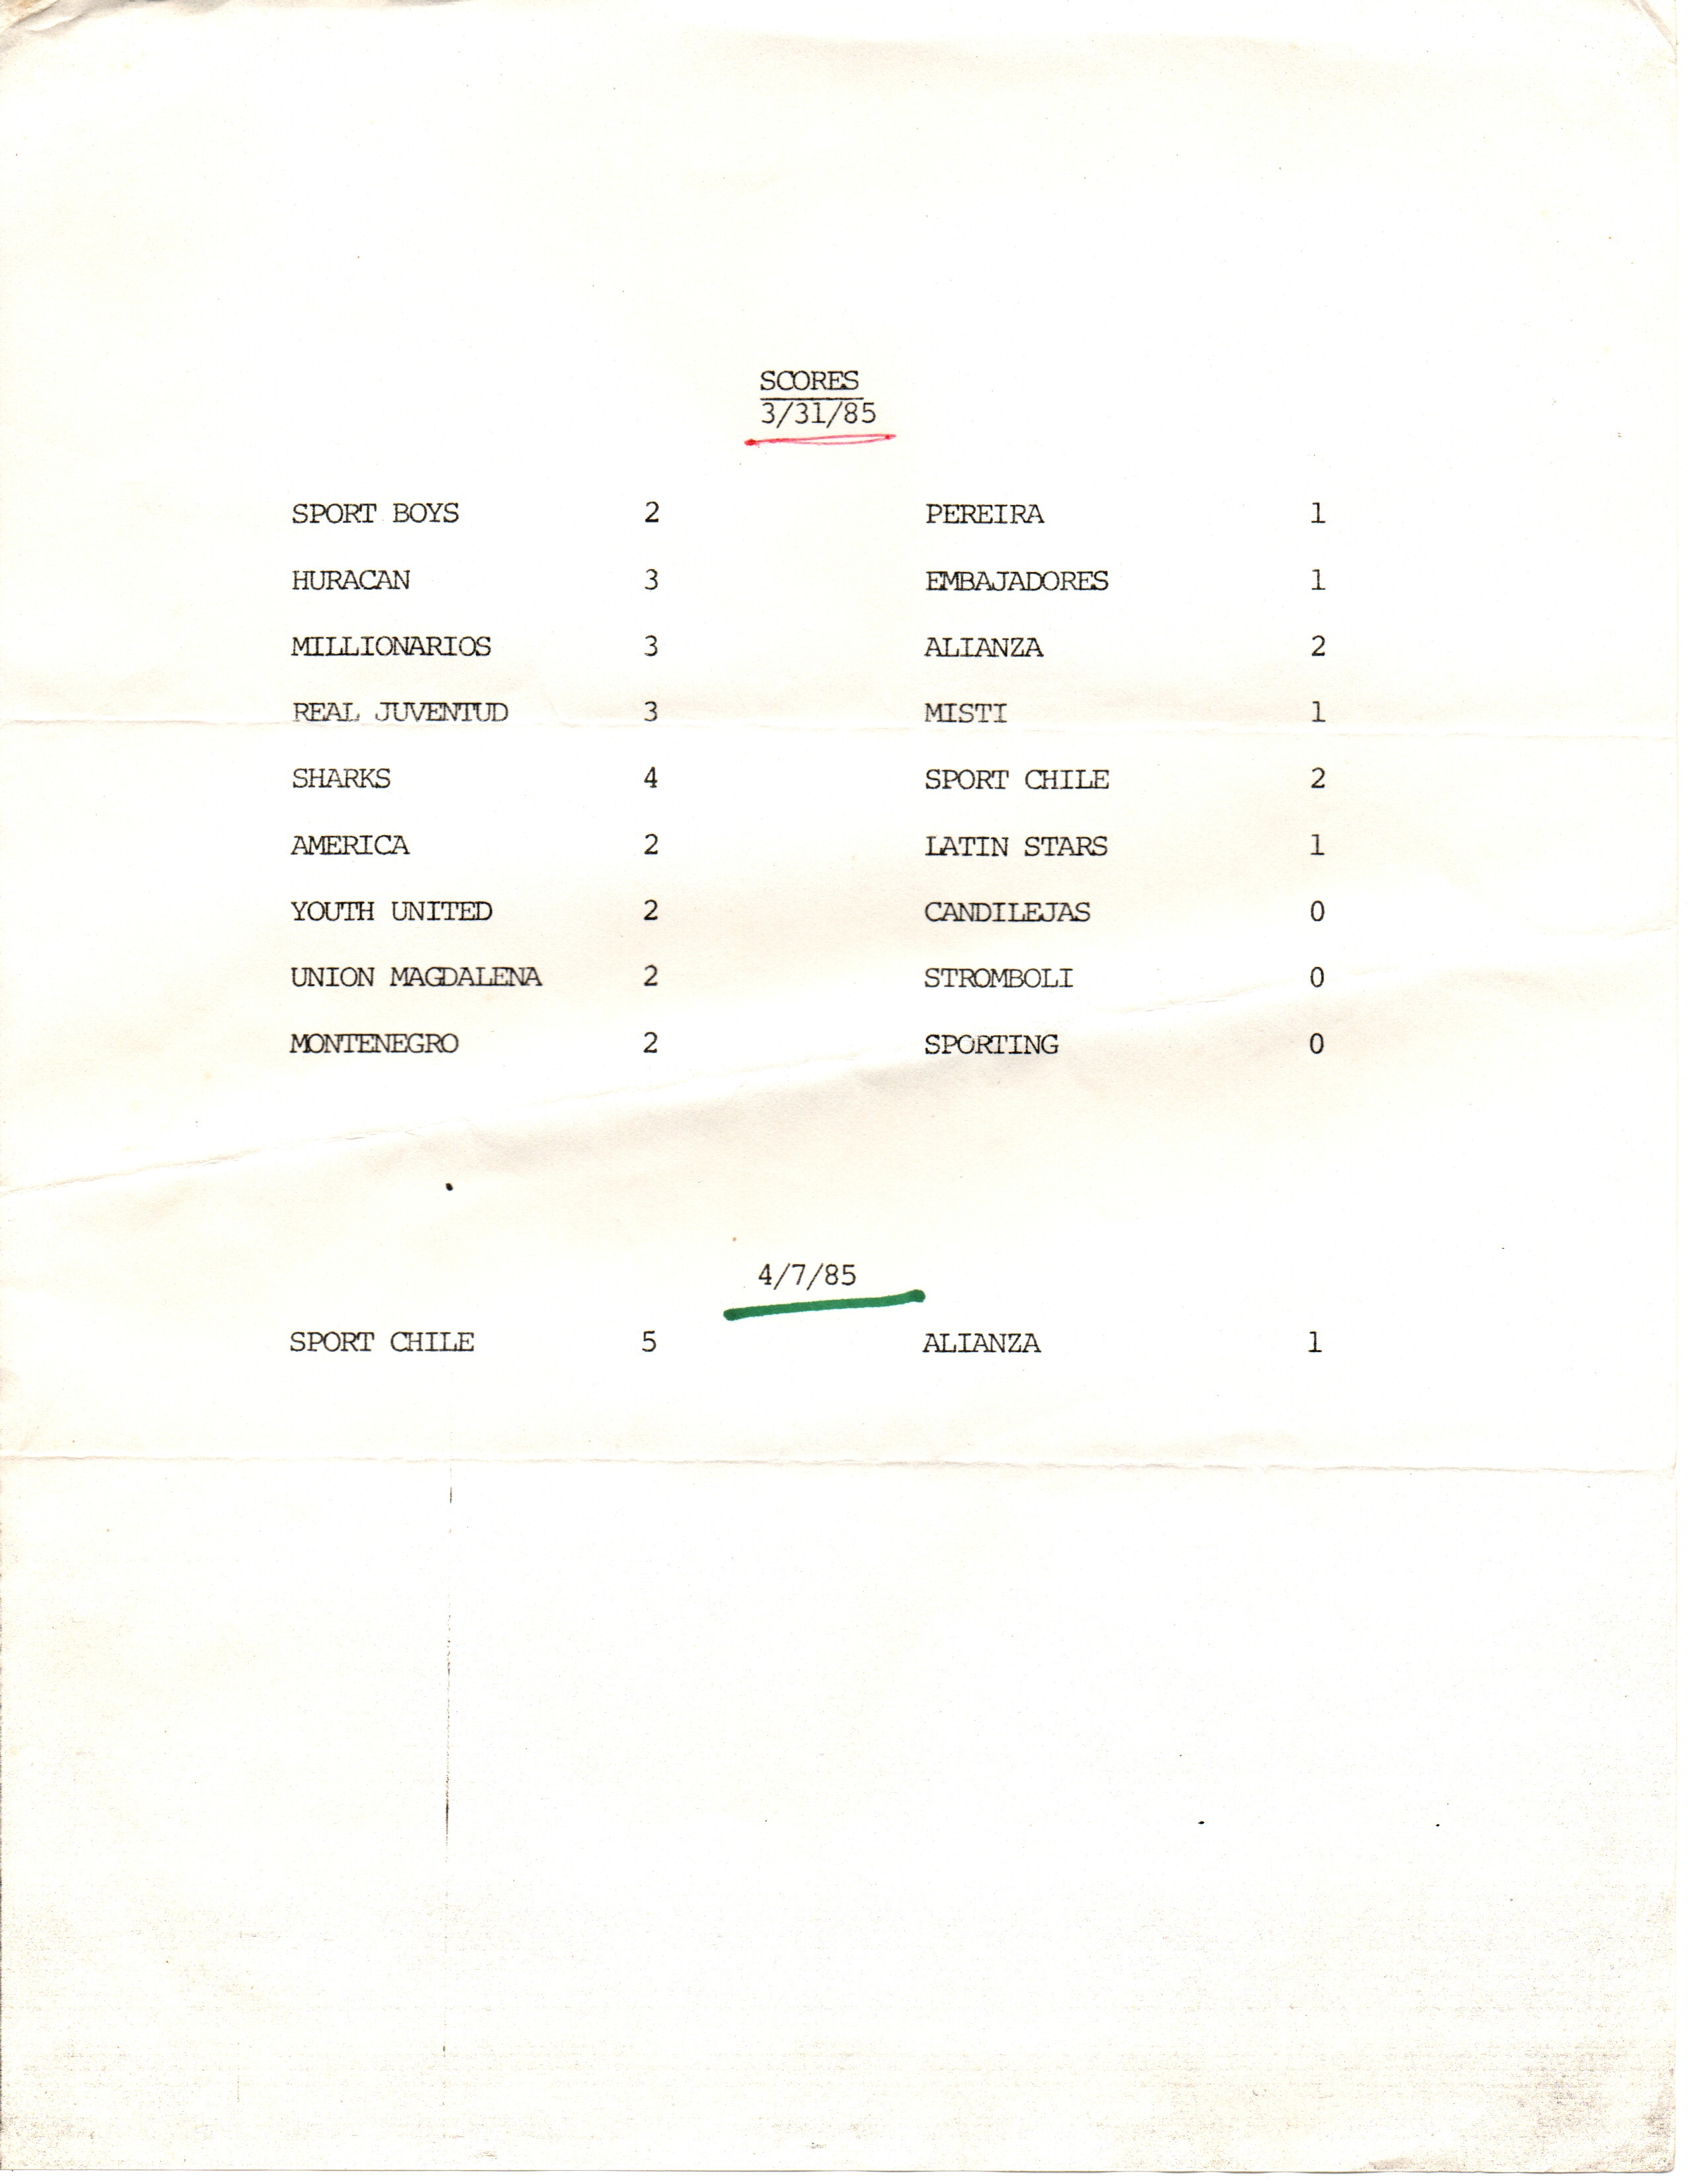 SCORES
3/31/85
SPORT BOYS 2 PEREIRA 1
HURACAN 3 EMBAJADORES 1
MILLIONARIOS 3 ALIANZA 2
REAL JUVENTUD 3 MISTI 1
SHARKS 4 SPORT CHILE 2
AMERICA 2 LATIN STARS 1
YOUTH UNITED 2 CANDILEJAS 0
UNION MAGDALENA 2 STROMBOLI 0
MONTENEGRO 2 SPORTING 0
4/7/85
SPORT CHILE 5 ALIANZA 1